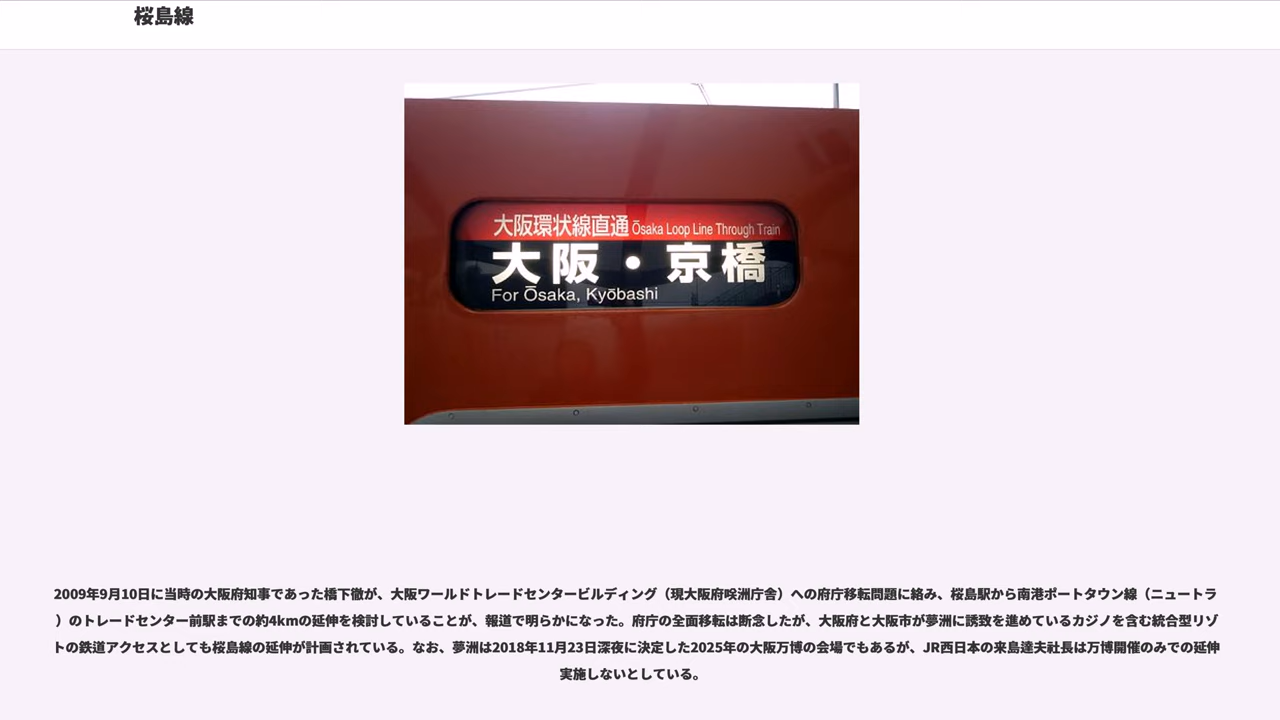 桜島線
大阪環状線直通 Ōsaka Loop Line Through Train
大阪・京橋
For Ōsaka, Kyōbashi
2009年9月10日に当時の大阪府知事であった橋下徹が、大阪ワールドトレードセンタービルディング（現大阪府咲洲庁舎）への府庁移転問題に絡み、桜島駅から南港ポートタウン線（ニュートラ
）のトレードセンター前駅までの約4kmの延伸を検討していることが、報道で明らかになった。府庁の全面移転は断念したが、大阪府と大阪市が夢洲に誘致を進めているカジノを含む統合型リゾ
トの鉄道アクセスとしても桜島線の延伸が計画されている。なお、夢洲は2018年11月23日深夜に決定した2025年の大阪万博の会場でもあるが、JR西日本の来島達夫社長は万博開催のみでの延伸
実施しないとしている。